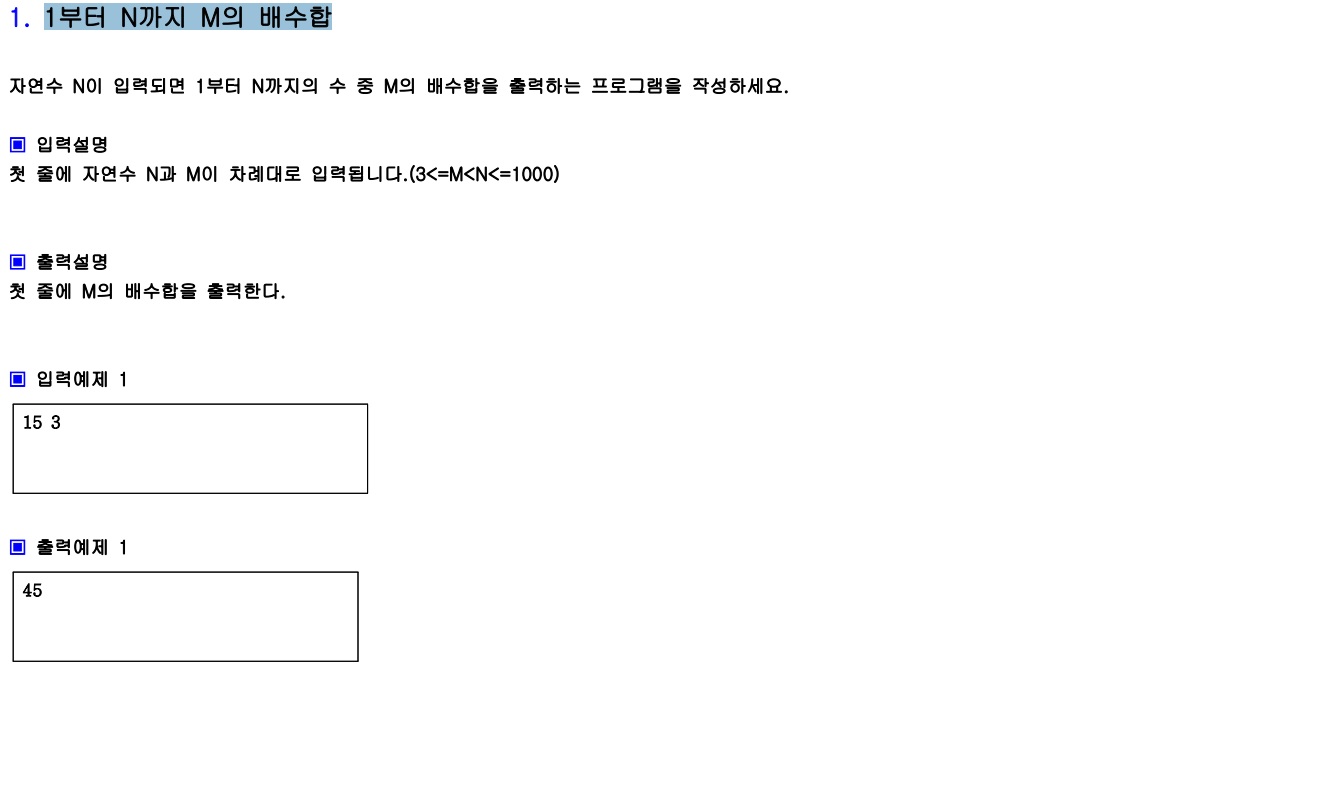 1. 1부터 N까지 M의 배수합
자연수 N이 입력되면 1부터 N까지의 수 중 M의 배수합을 출력하는 프로그램을 작성하세요.
▣ 입력설명
첫 줄에 자연수 N과 M이 차례대로 입력됩니다.(3<=M<N<=1000)
▣ 출력설명
첫 줄에 M의 배수합을 출력한다.
▣ 입력예제 1
15 3
▣ 출력예제 1
45